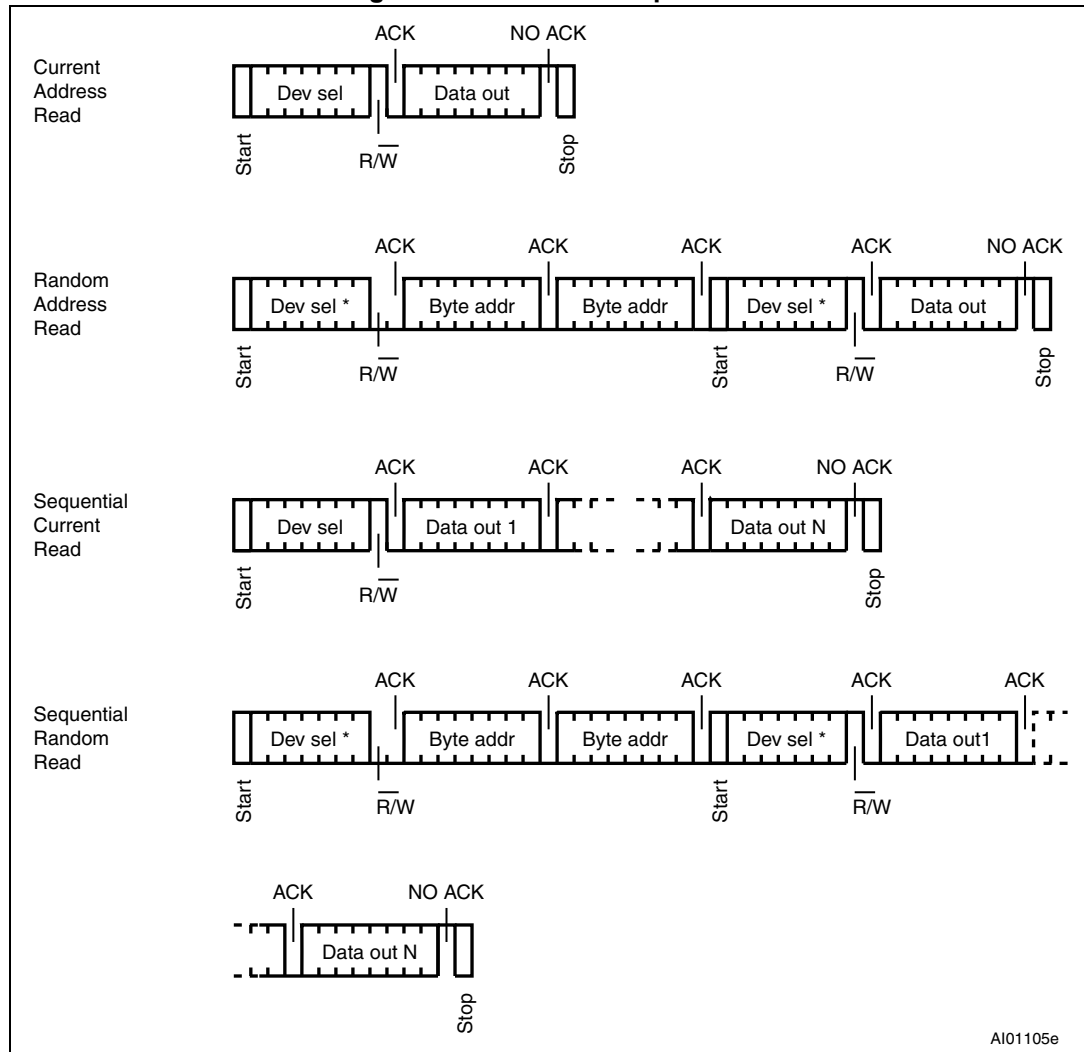 ACK NO ACK
Current
Address
Read
Dev sel Data out
Start R/W Stop
ACK ACK ACK ACK NO ACK
Random
Address
Read
Dev sel * Byte addr Byte addr Dev sel * Data out
Start R/W Start R/W Stop
ACK ACK ACK NO ACK
Sequential
Current
Read
Dev sel Data out 1 Data out N
Start R/W Stop
ACK ACK ACK ACK ACK
Sequential
Random
Read
Dev sel * Byte addr Byte addr Dev sel * Data out1
Start R/W Start R/W
ACK NO ACK
Data out N
Stop
AI01105e